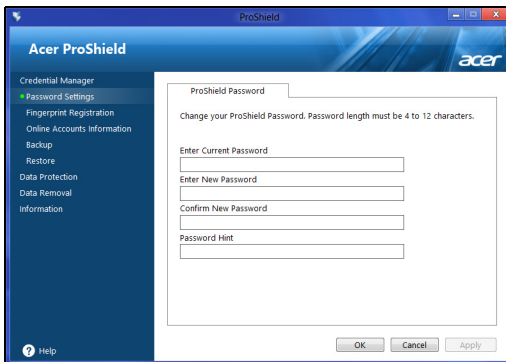 ProShield
Acer ProShield
acer
Credential Manager
Password Settings
Fingerprint Registration
Online Accounts Information
Backup
Restore
Data Protection
Data Removal
Information
Help
ProShield Password
Change your ProShield Password. Password length must be 4 to 12 characters.
Enter Current Password
Enter New Password
Confirm New Password
Password Hint
OK
Cancel
Apply